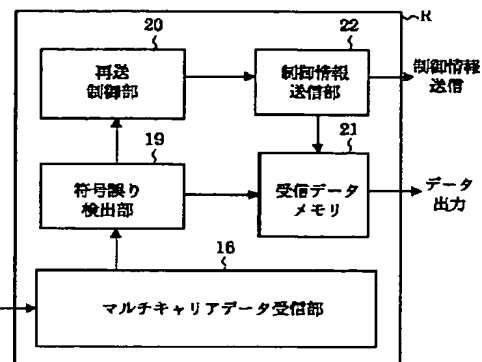 R
20
再送
制御部
22
制御情報
送信部
制御情報
送信
19
符号誤り
検出部
21
受信データ
メモリ
データ
出力
16
マルチキャリアデータ受信部